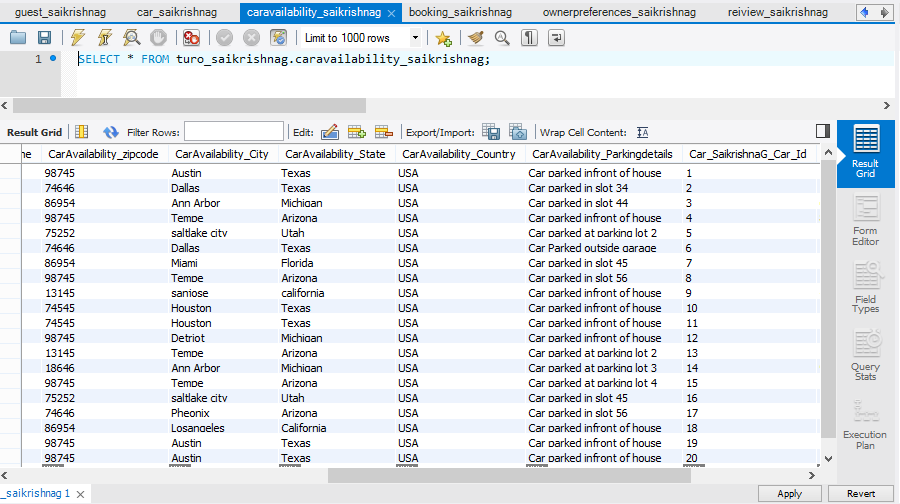 guest_saikrishnag car_saikrishnag caravailability_saikrishnag booking_saikrishnag ownerpreferences_saikrishnag reiview_saikrishnag
Limit to 1000 rows
1 SELECT * FROM turo_saikrishnag.caravailability_saikrishnag;
Result Grid Filter Rows: Edit: Export/Import: Wrap Cell Content:
CarAvailability_zipcode CarAvailability_City CarAvailability_State CarAvailability_Country CarAvailability_Parkingdetails Car_SaikrishnaG_Car_Id
98745 Austin Texas USA Car parked infront of house 1
74646 Dallas Texas USA Car parked in slot 34 2
86954 Ann Arbor Michigan USA Car parked in slot 44 3
98745 Tempe Arizona USA Car parked infront of house 4
75252 saltlake city Utah USA Car parked at parking lot 2 5
74646 Dallas Texas USA Car Parked outside garage 6
86954 Miami Florida USA Car parked in slot 45 7
98745 Tempe Arizona USA Car parked in slot 56 8
13145 sanjose california USA Car parked infront of house 9
74545 Houston Texas USA Car parked infront of house 10
74545 Houston Texas USA Car parked infront of house 11
98745 Detriot Michigan USA Car parked infront of house 12
13145 Tempe Arizona USA Car parked at parking lot 2 13
18646 Ann Arbor Michigan USA Car parked at parking lot 3 14
98745 Tempe Arizona USA Car parked at parking lot 4 15
75252 saltlake city Utah USA Car parked in slot 45 16
74646 Pheonix Arizona USA Car parked in slot 56 17
86954 Losangeles California USA Car parked infront of house 18
98745 Austin Texas USA Car parked infront of house 19
98745 Austin Texas USA Car parked infront of house 20
Result
Grid
Form
Editor
Field
Types
Query
Stats
Execution
Plan
_saikrishnag 1
Apply Revert